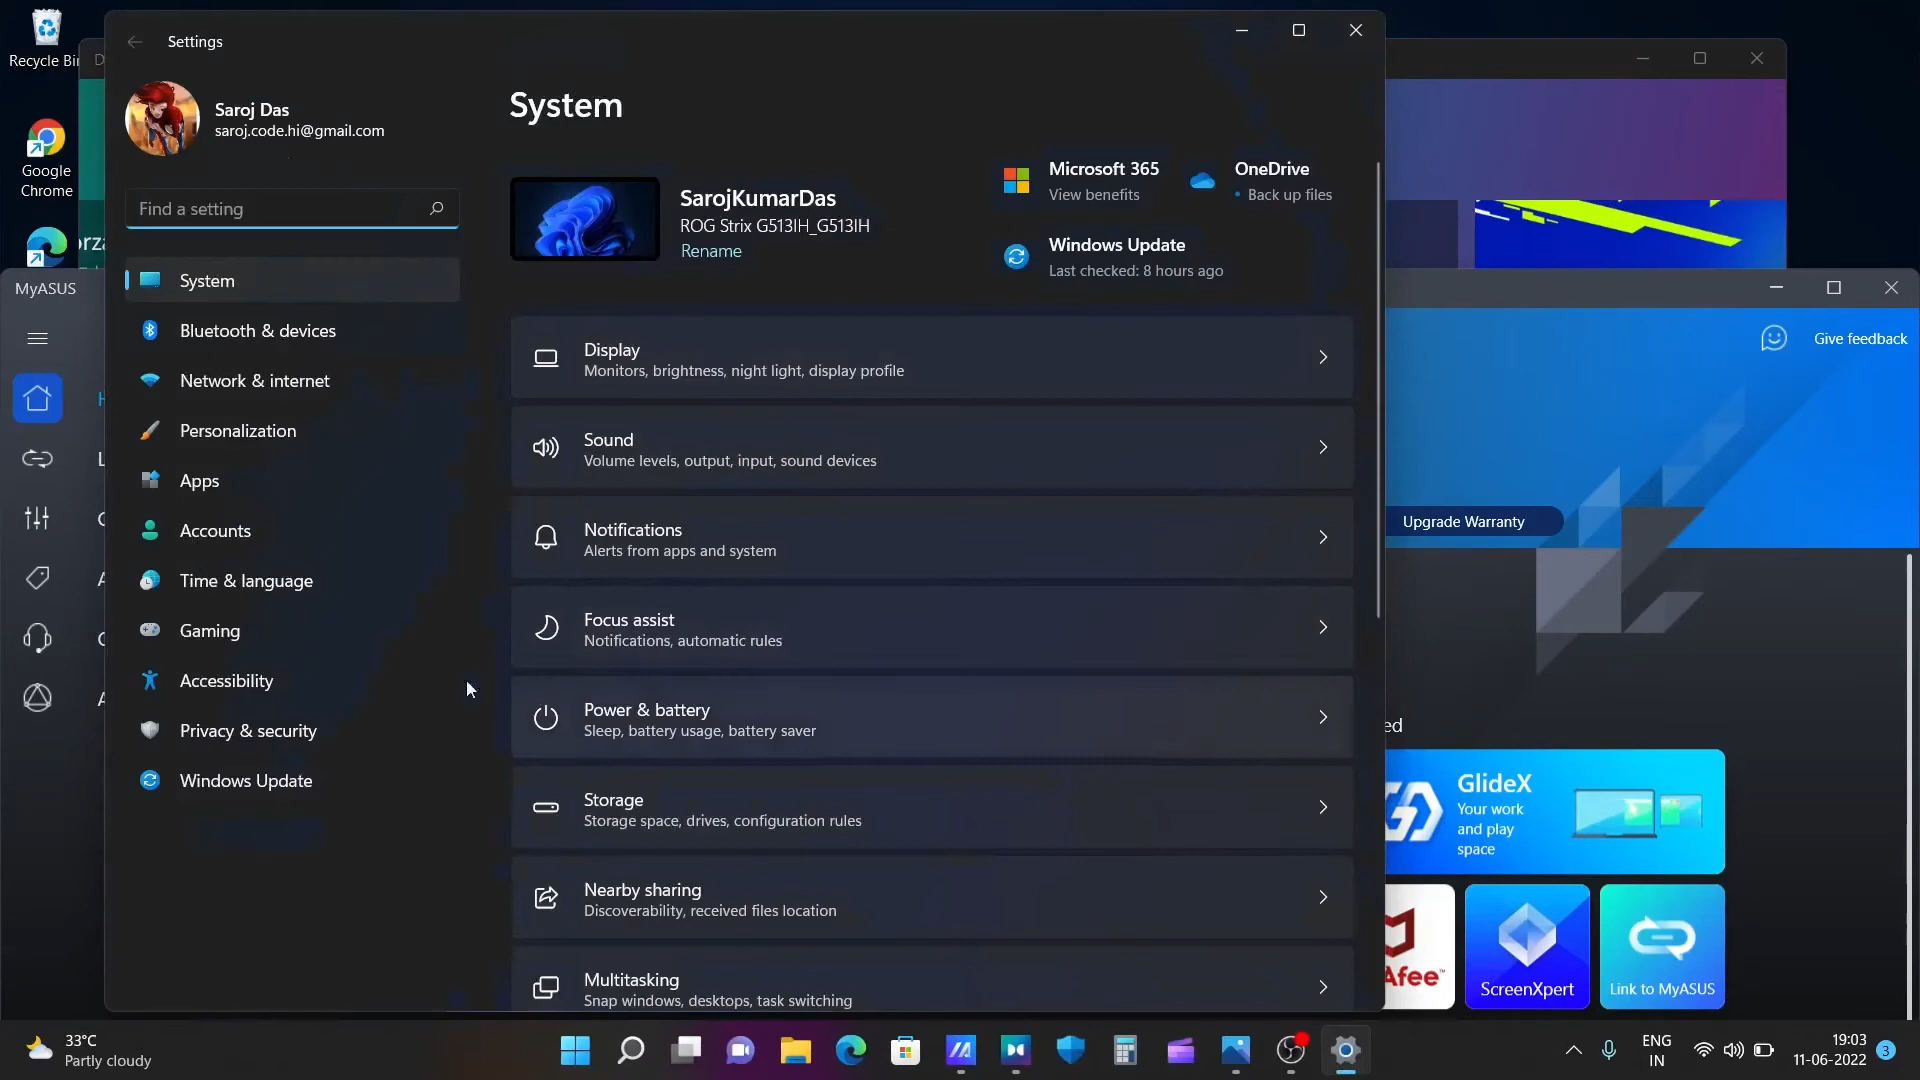 Recycle Bi
Google
Chrome
Settings
Saroj Das
saroj.code.hi@gmail.com
Find a setting
System
Bluetooth & devices
Network & internet
Personalization
Apps
Accounts
Time & language
Gaming
Accessibility
Privacy & security
Windows Update
System
SarojKumarDas
ROG Strix G513IH_G513IH
Rename
Microsoft 365
View benefits
OneDrive
• Back up files
Windows Update
Last checked: 8 hours ago
Display
Monitors, brightness, night light, display profile
Sound
Volume levels, output, input, sound devices
Notifications
Alerts from apps and system
Focus assist
Notifications, automatic rules
Power & battery
Sleep, battery usage, battery saver
Storage
Storage space, drives, configuration rules
Nearby sharing
Discoverability, received files location
Multitasking
Snap windows, desktops, task switching
MyASUS
Give feedback
Upgrade Warranty
ed
GlideX
Your work
and play
space
Afee™
ScreenXpert
Link to MyASUS
33°C
Partly cloudy
ENG
IN
19:03
11-06-2022
3